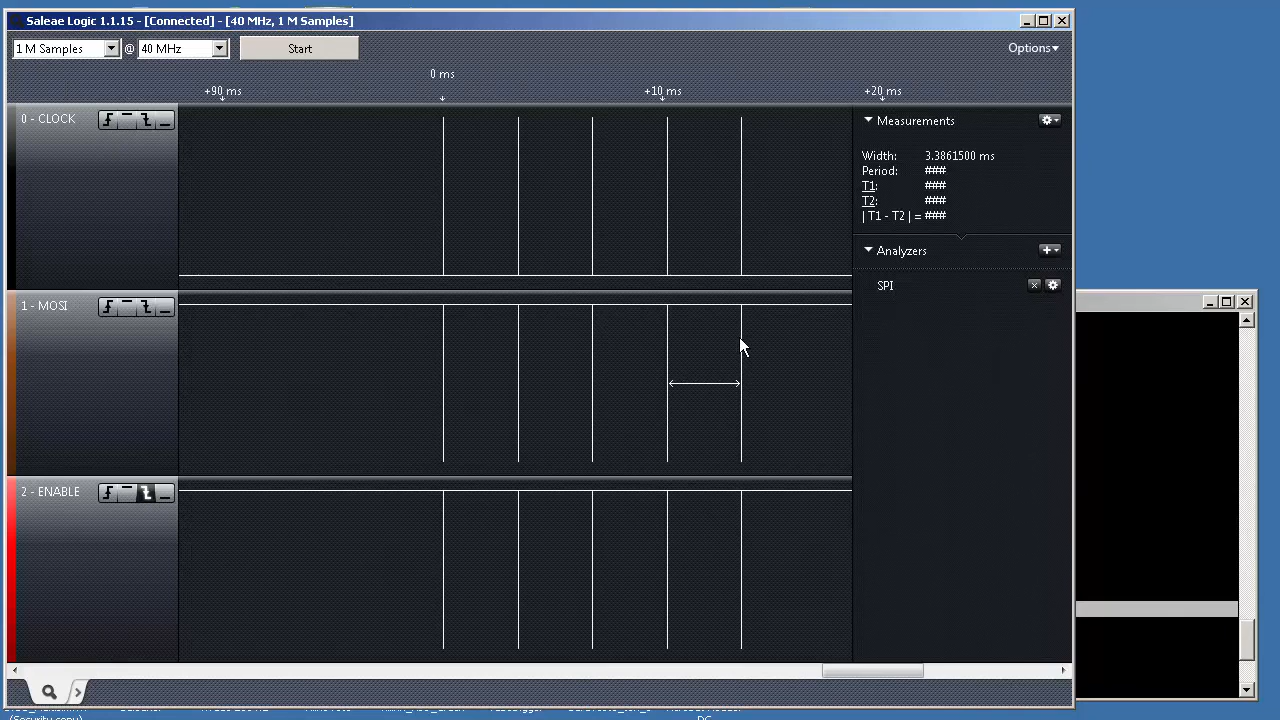 Saleae Logic 1.1.15 - [Connected] - [40 MHz, 1 M Samples]
1 M Samples @ 40 MHz Start Options
0 ms
+90 ms +10 ms +20 ms
0 - CLOCK
Measurements
Width: 3.3861500 ms
Period: ###
T1: ###
T2: ###
| T1 - T2 | = ###
Analyzers
SPI
1 - MOSI
2 - ENABLE
(Security copy)